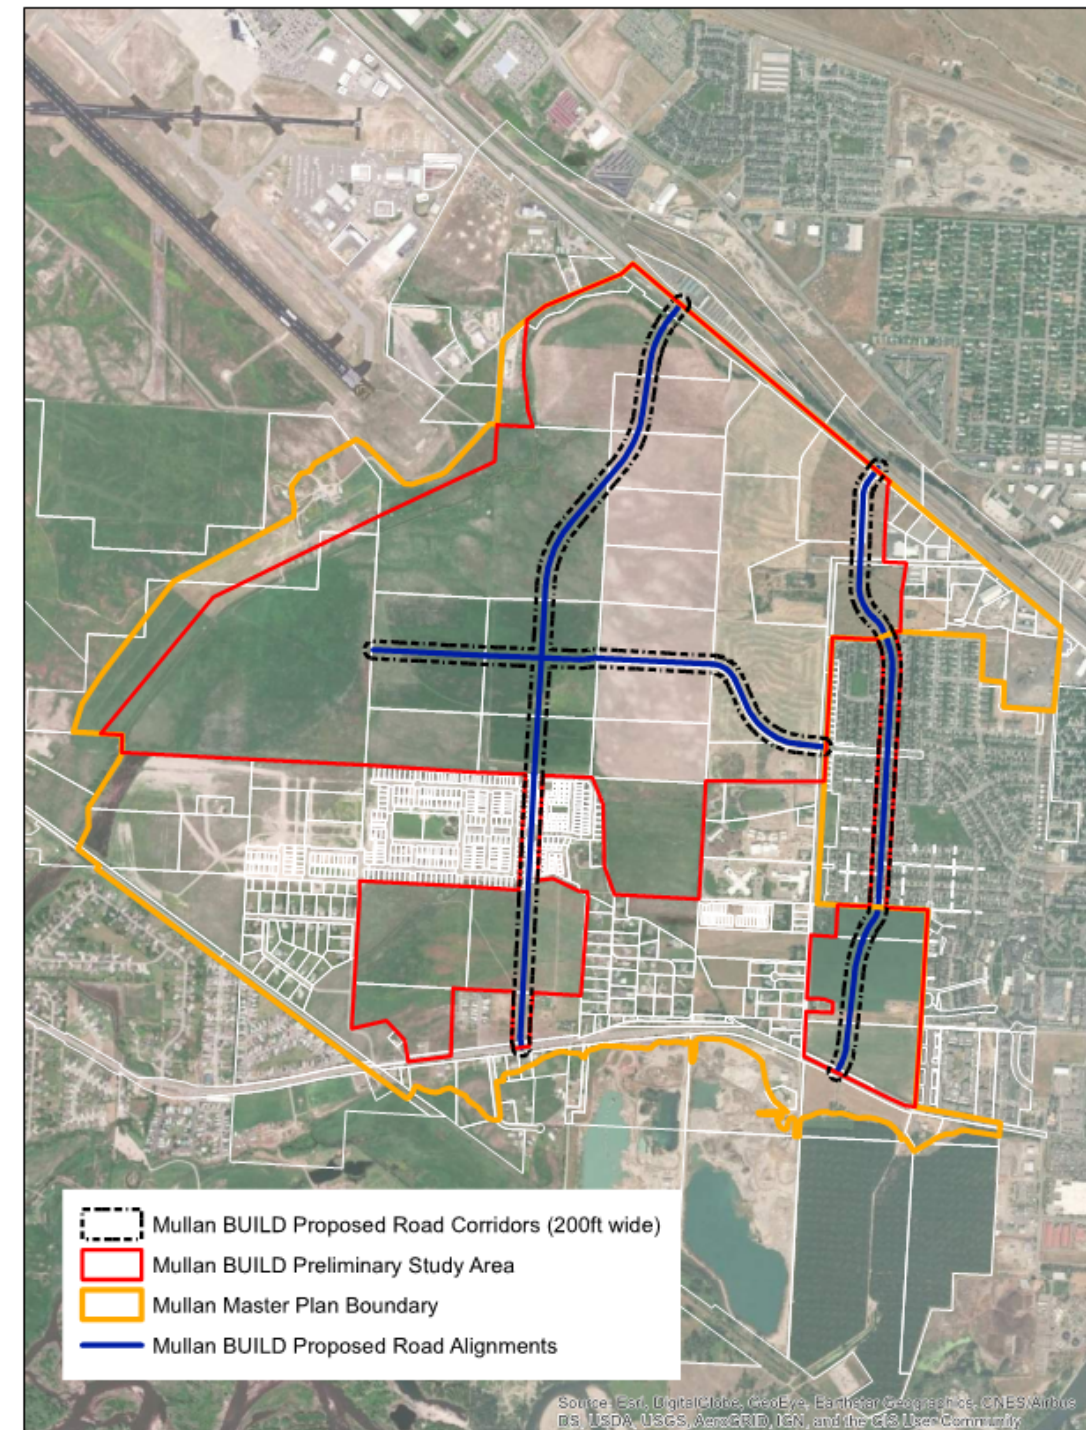 Mullan BUILD Proposed Road Corridors (200ft wide)
Mullan BUILD Preliminary Study Area
Mullan Master Plan Boundary
Mullan BUILD Proposed Road Alignments
Source: Esri, DigitalGlobe, GeoEye, Earthstar Geographics, CNES/Airbus
DS, USDA, USGS, AeroGRID, IGN, and the GIS User Community